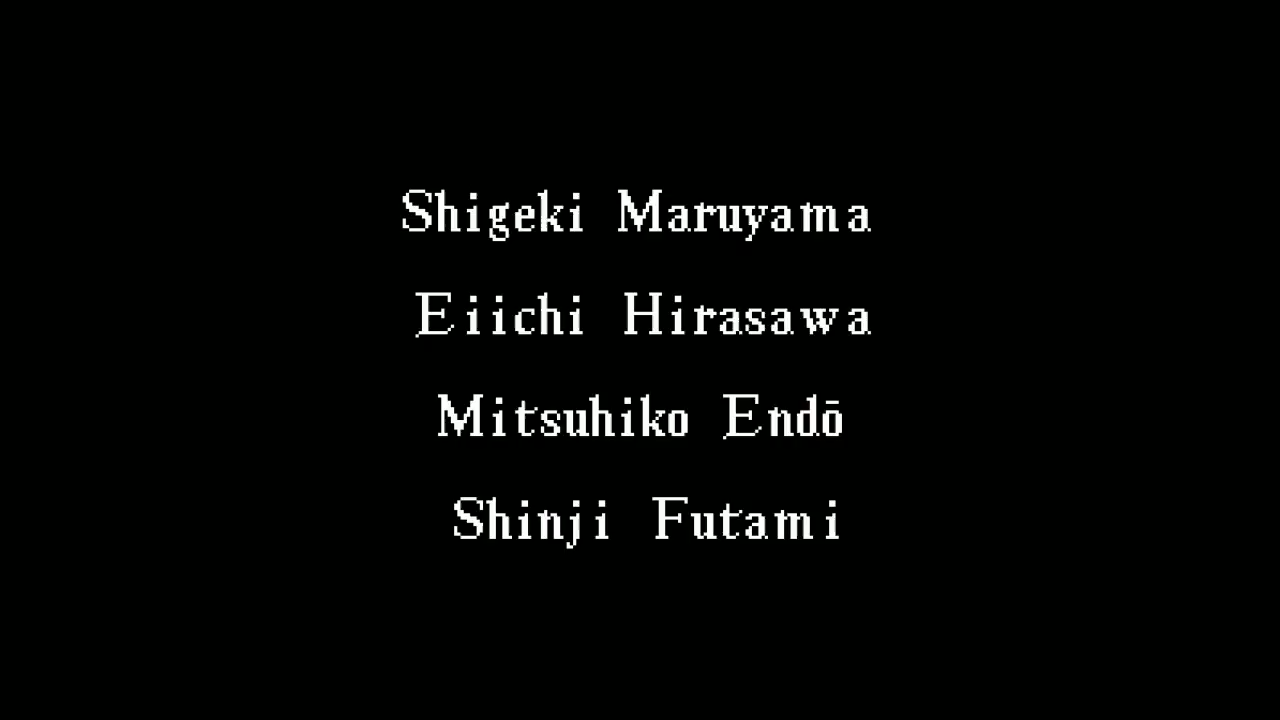 Shigeki Maruyama
Eiichi Hirasawa
Mitsuhiko Endō
Shinji Futami